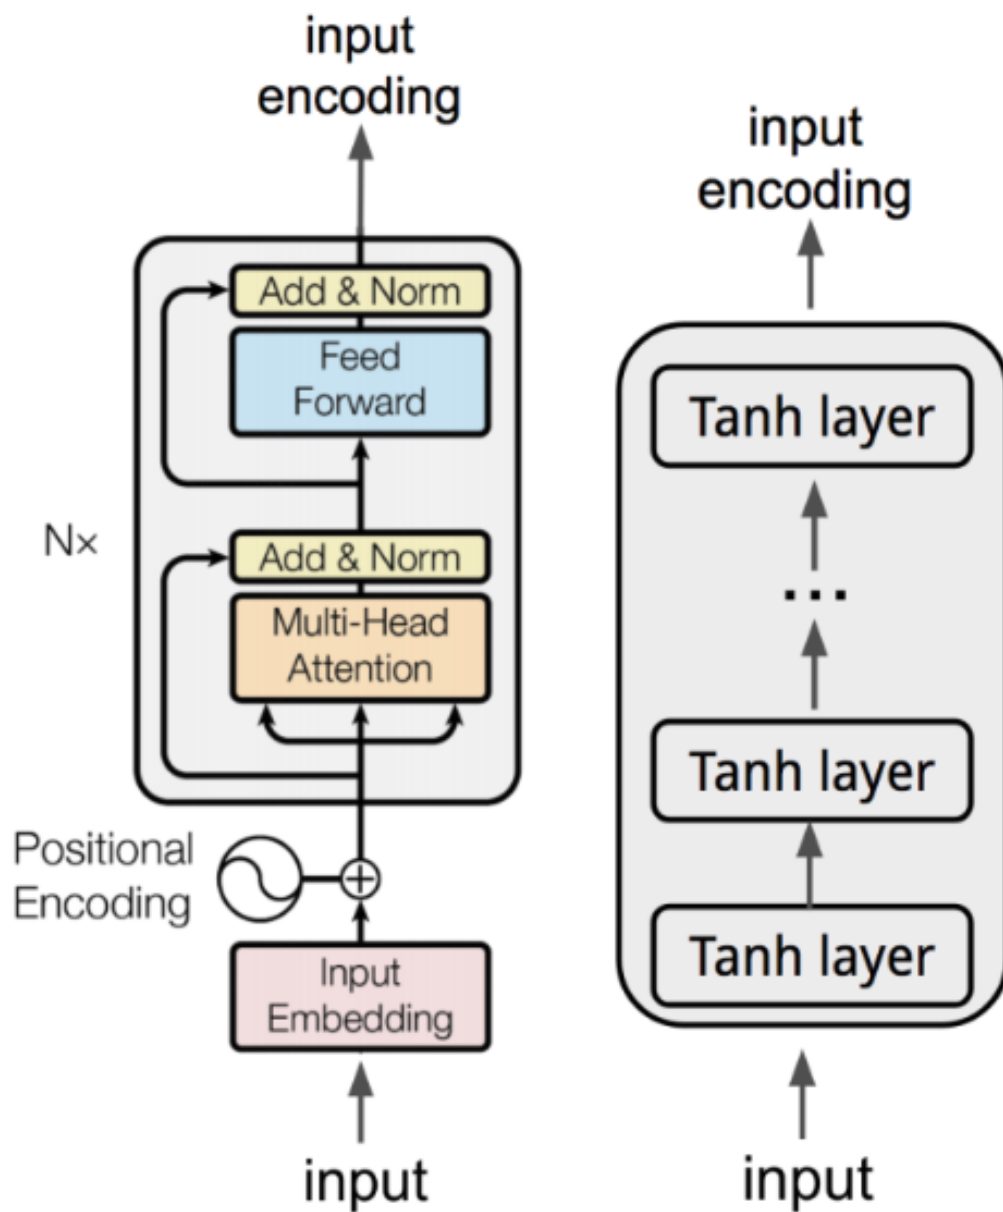 input
encoding
Add & Norm
Feed
Forward
Nx
Add & Norm
Multi-Head
Attention
Positional
Encoding
Input
Embedding
input
input
encoding
Tanh layer
...
Tanh layer
Tanh layer
input